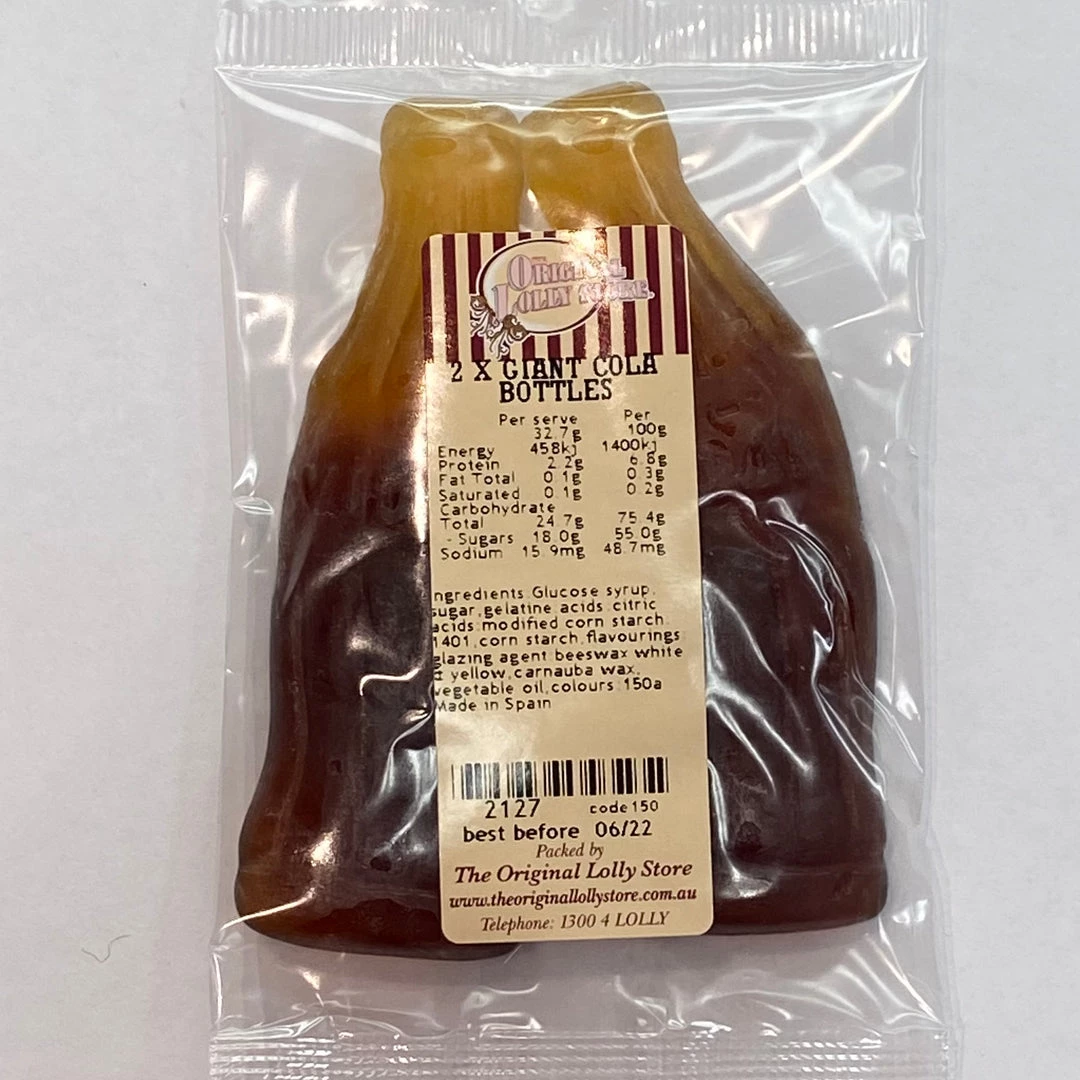 ORIGINAL
LOLLY STORE.
2 X GIANT COLA
BOTTLES
Per serve Per
32.7g 100g
Energy 458kj 1400kj
Protein 2.2g 6.8g
Fat Total 0.1g 0.3g
Saturated 0.1g 0.2g
Carbohydrate
Total 24.7g 75.4g
- Sugars 18.0g 55.0g
Sodium 15.9mg 48.7mg
ngredients.Glucose syrup,
sugar,gelatine,acids:citric
acids:modified corn starch:
1401,corn starch,flavourings
glazing agent:beeswax white
& yellow,carnauba wax,
vegetable oil,colours:150a
Made in Spain
2127 code150
best before 06/22
Packed by
The Original Lolly Store
www.theoriginallollystore.com.au
Telephone: 1300 4 LOLLY